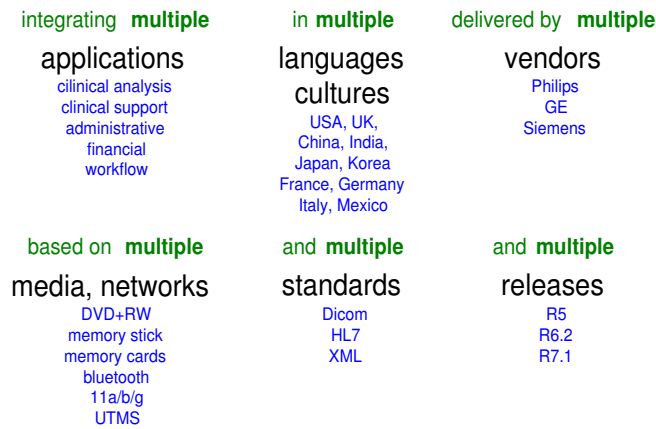 integrating multiple
applications
cilinical analysis
clinical support
administrative
financial
workflow
in multiple
languages
cultures
USA, UK,
China, India,
Japan, Korea
France, Germany
Italy, Mexico
delivered by multiple
vendors
Philips
GE
Siemens
based on multiple
media, networks
DVD+RW
memory stick
memory cards
bluetooth
11a/b/g
UTMS
and multiple
standards
Dicom
HL7
XML
and multiple
releases
R5
R6.2
R7.1